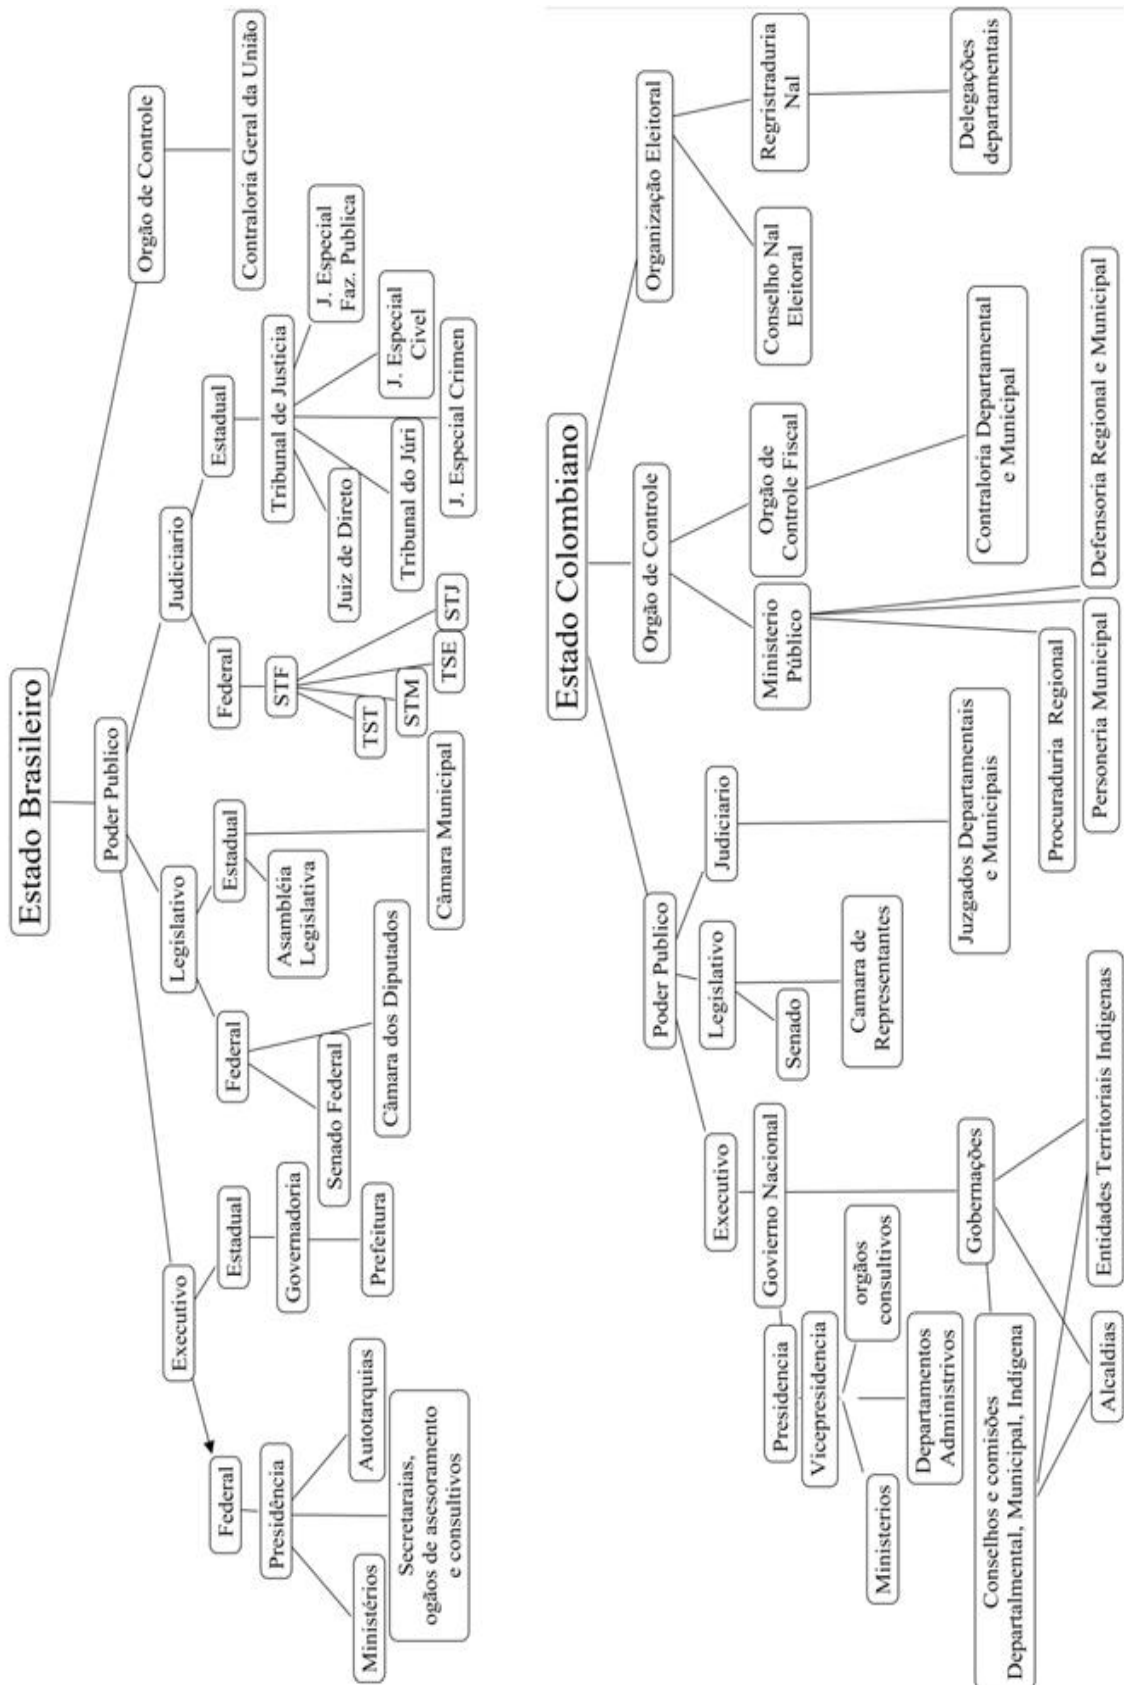 Estado Brasileiro
Poder Publico
Orgão de Controle
Executivo
Legislativo
Judiciario
Contraloria Geral da União
Federal
Estadual
Federal
Estadual
Federal
Estadual
Presidência
Governadoria
Senado Federal
Asambléia
Legislativa
STF
Tribunal de Justicia
Ministérios
Autotarquias
Secretaraias,
ogãos de asesoramento
e consultivos
Prefeitura
Câmara dos Diputados
Câmara Municipal
TST
STM
TSE
STJ
Juiz de Direto
Tribunal do Júri
J. Especial Crimen
J. Especial
Civel
J. Especial
Faz. Publica
Estado Colombiano
Poder Publico
Orgão de Controle
Organização Eleitoral
Executivo
Legislativo
Judiciario
Ministerio
Público
Orgão de
Controle Fiscal
Conselho Nal
Eleitoral
Regristraduria
Nal
Govierno Nacional
Presidencia
Vicepresidencia
Senado
Camara de
Representantes
Ministerios
Departamentos
Administrivos
orgãos
consultivos
Gobernações
Juzgados Departamentais
e Municipais
Contraloria Departamental
e Municipal
Delegações
departamentais
Conselhos e comisões
Departalmental, Municipal, Indígena
Alcaldias
Entidades Territoriais Indigenas
Procuraduria Regional
Personeria Municipal
Defensoria Regional e Municipal